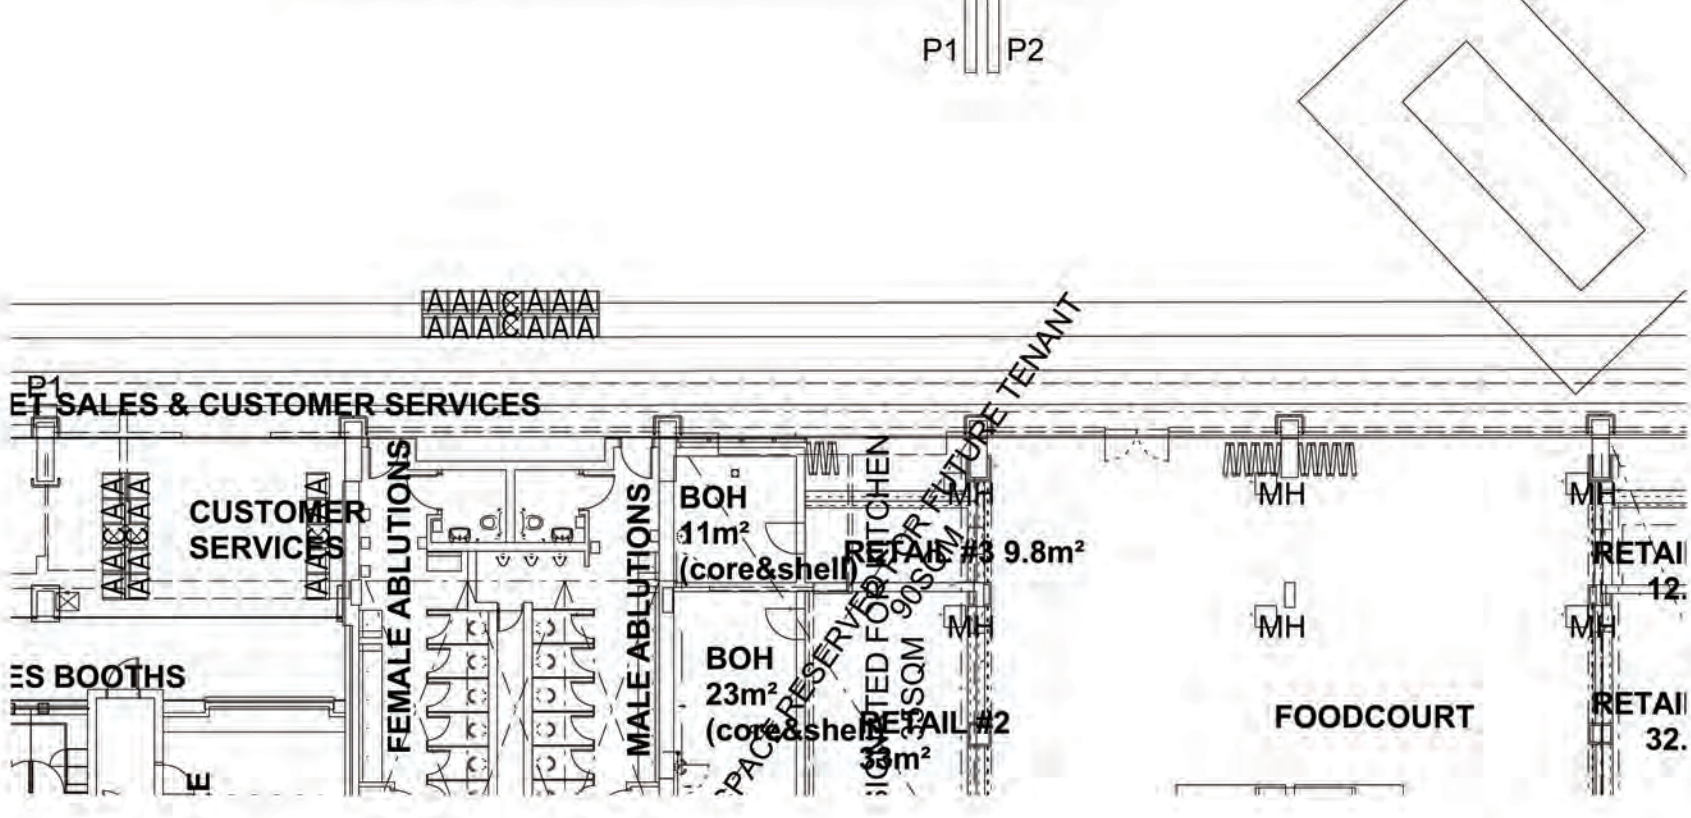 P1 P2
AAACAAA
AAACAAA
P1
ET SALES & CUSTOMER SERVICES
SPACE RESERVED FOR FUTURE TENANT
90SQM
CUSTOMER
SERVICES
FEMALE ABLUTIONS
MALE ABLUTIONS
BOH
11m²
(core&shell)
RETAIL #3 9.8m²
MH
MH
MH
RETAI
12.
MH
MH
MH
ES BOOTHS
BOH
23m²
(core&shell)
RETAIL #2
33m²
FOODCOURT
RETAI
32.
E